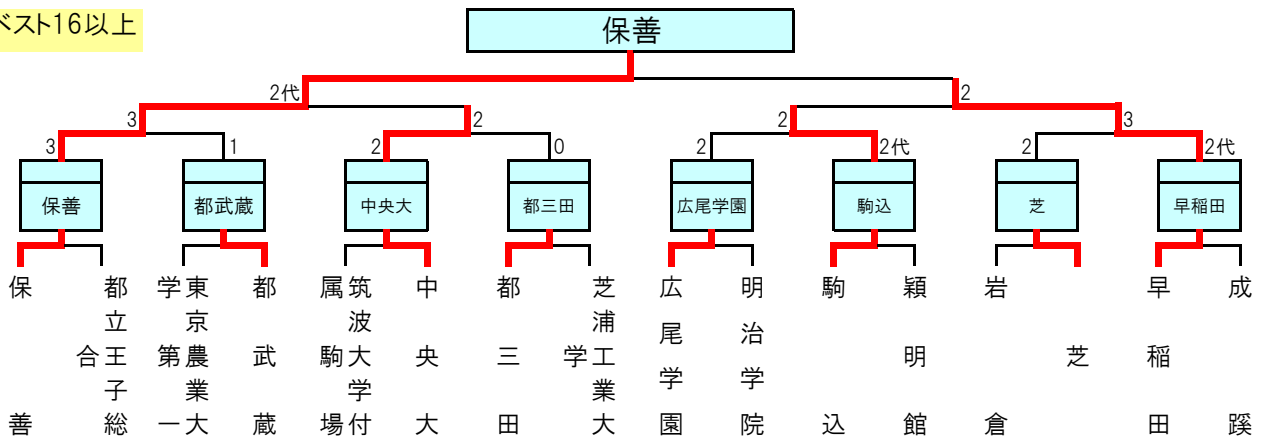 ベスト16以上
保善
2代
2
3
2
2
3
3
1
2
0
2
2代
2
2代
保善
都武蔵
中央大
都三田
広尾学園
駒込
芝
早稲田
保善
都立王子総合
東京農業大学第一
都武蔵
筑波大学付属駒場
中央大
都三田
芝浦工業大学
広尾学園
明治学院
駒込
穎明館
岩倉
芝
早稲田
成蹊